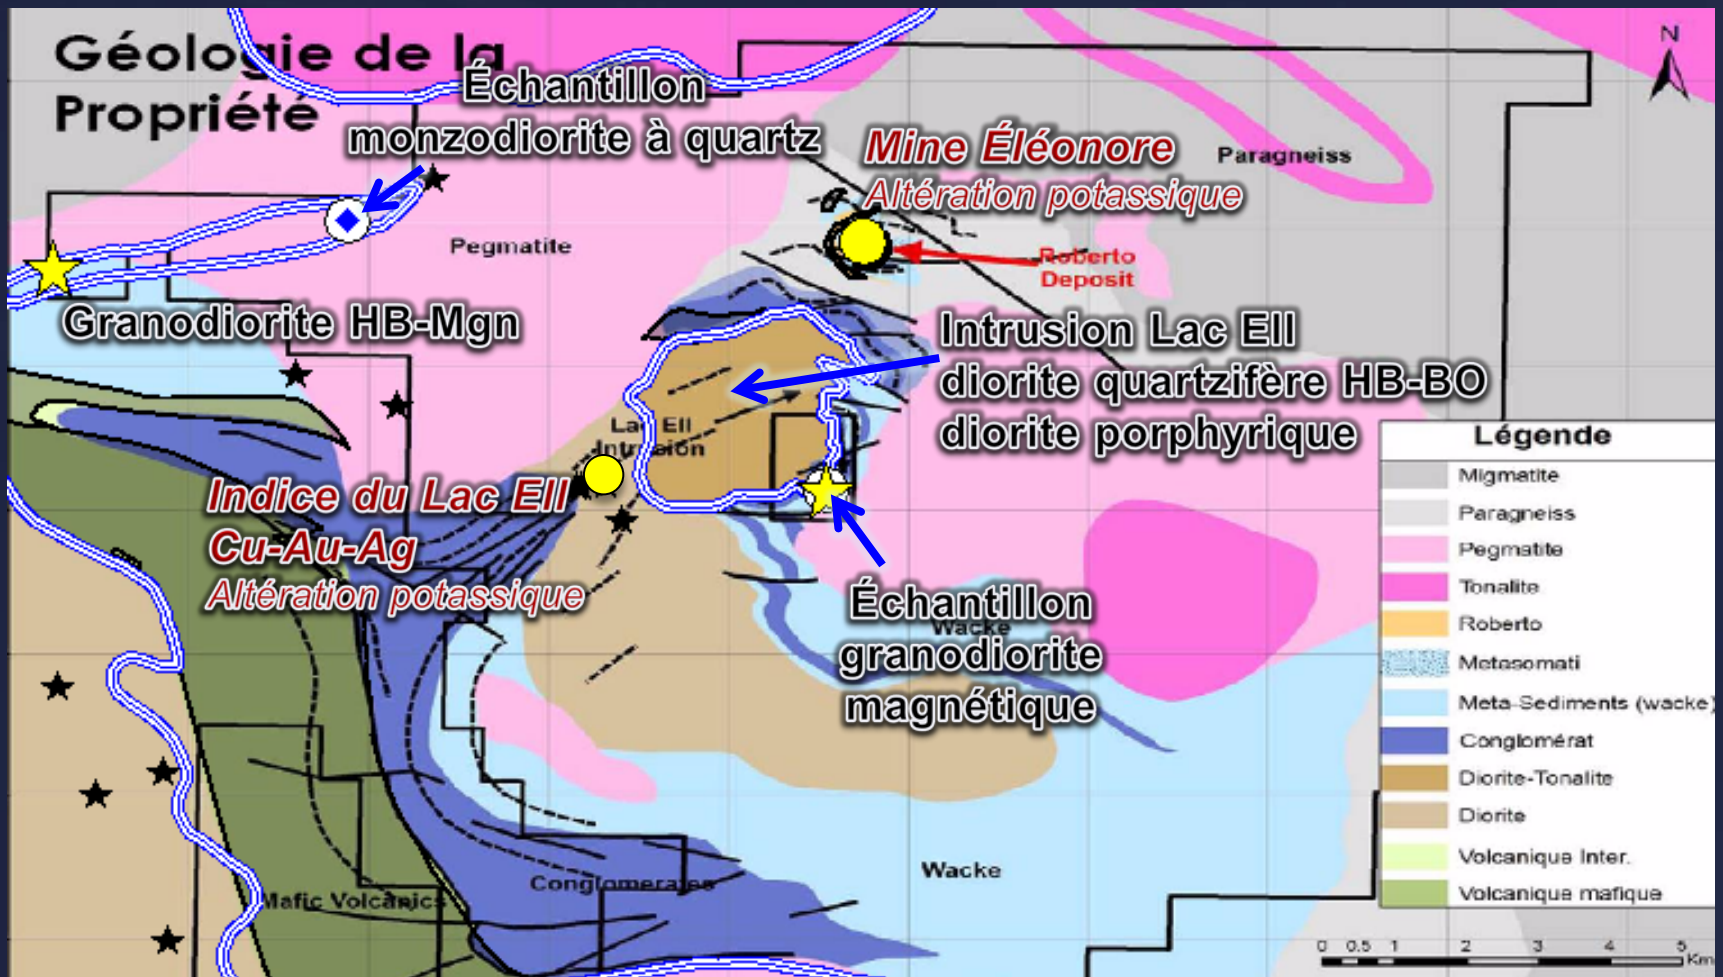 Géologie de la
Propriété
N
Échantillon
monzodiorite à quartz
Mine Éléonore
Altération potassique
Paragneiss
Pegmatite
Roberto
Deposit
Granodiorite HB-Mgn
Intrusion Lac Ell
diorite quartzifère HB-BO
diorite porphyrique
Lac Ell
Intrusion
Indice du Lac Ell
Cu-Au-Ag
Altération potassique
Échantillon
granodiorite
magnétique
Wacke
Wacke
Conglomerates
Mafic Volcanics
Légende
Migmatite
Paragneiss
Pegmatite
Tonalite
Roberto
Metasomati
Meta-Sediments (wacke)
Conglomérat
Diorite-Tonalite
Diorite
Volcanique Inter.
Volcanique mafique
0 0.5 1 2 3 4 5
Km